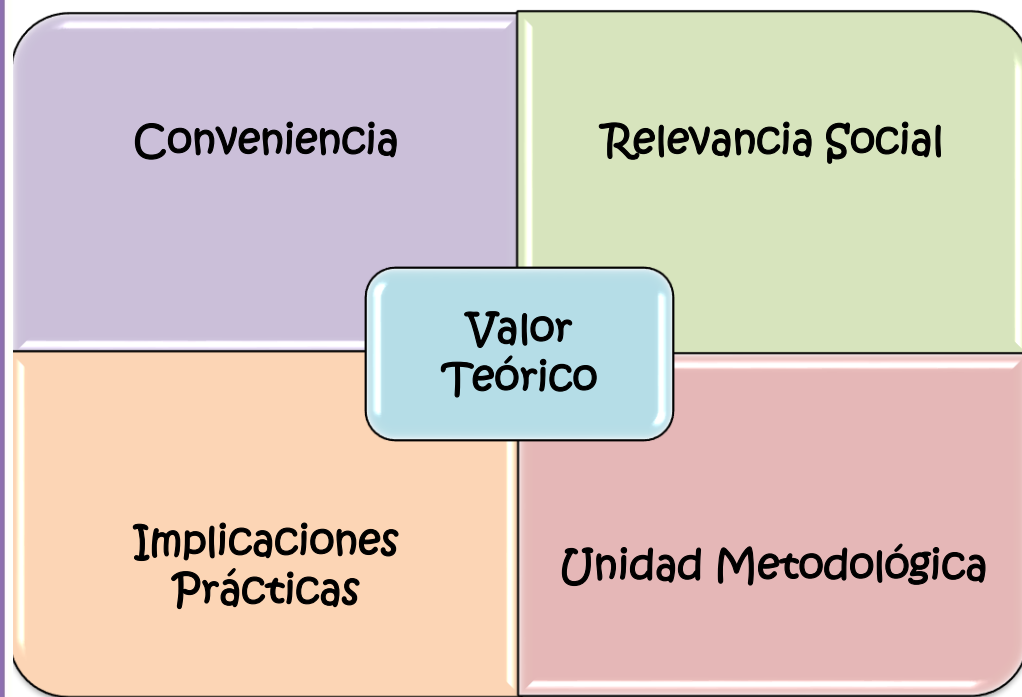 Conveniencia
Relevancia Social
Valor
Teórico
Implicaciones
Prácticas
Unidad Metodológica